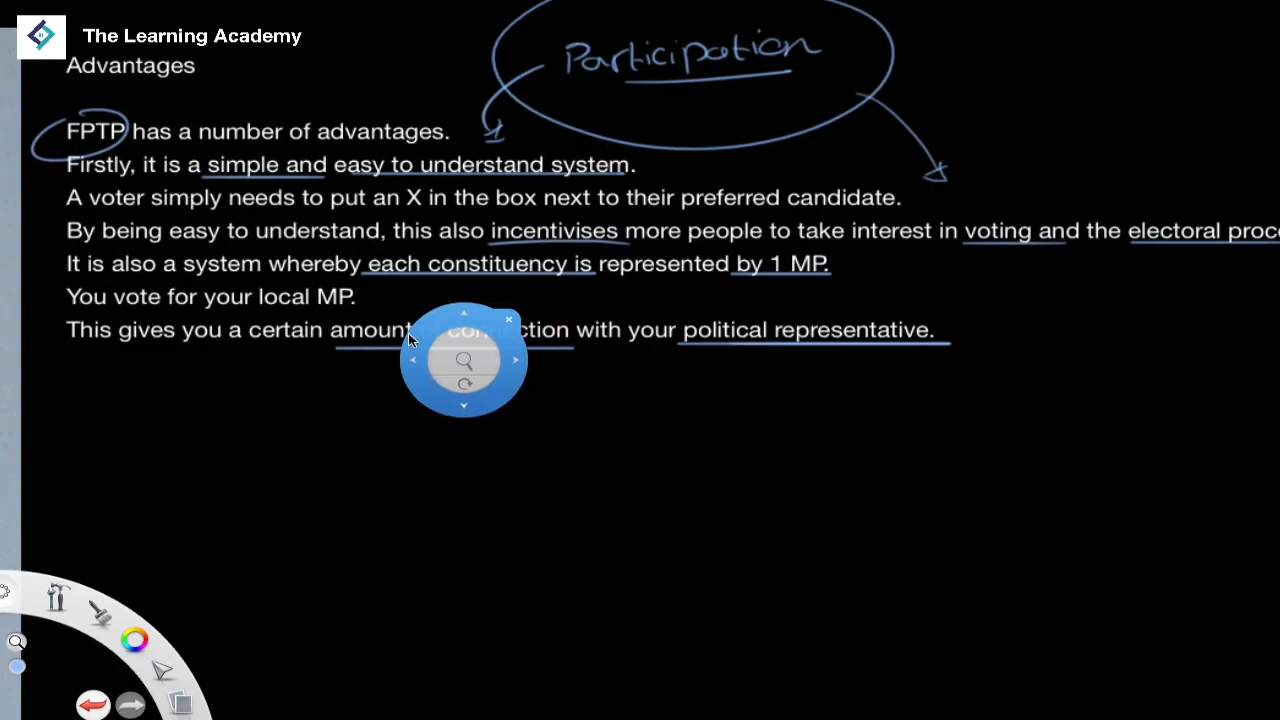 The Learning Academy
Participation
Advantages
FPTP has a number of advantages.
Firstly, it is a simple and easy to understand system.
A voter simply needs to put an X in the box next to their preferred candidate.
By being easy to understand, this also incentivises more people to take interest in voting and the electoral proc
It is also a system whereby each constituency is represented by 1 MP.
You vote for your local MP.
This gives you a certain amount connection with your political representative.